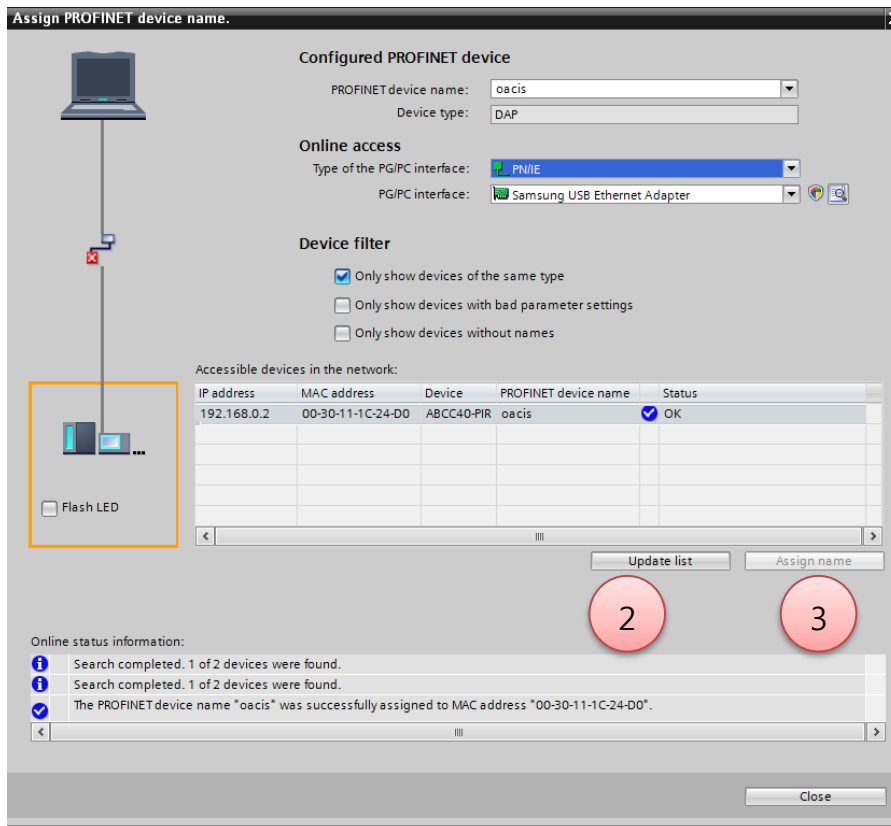 Assign PROFINET device name.
Configured PROFINET device
PROFINET device name: oacis
Device type: DAP
Online access
Type of the PG/PC interface: PN/IE
PG/PC interface: Samsung USB Ethernet Adapter
Device filter
Only show devices of the same type
Only show devices with bad parameter settings
Only show devices without names
Accessible devices in the network:
IP address MAC address Device PROFINET device name Status
192.168.0.2 00-30-11-1C-24-D0 ABCC40-PIR oacis OK
Flash LED
Update list Assign name
2 3
Online status information:
Search completed. 1 of 2 devices were found.
Search completed. 1 of 2 devices were found.
The PROFINET device name "oacis" was successfully assigned to MAC address "00-30-11-1C-24-D0".
Close